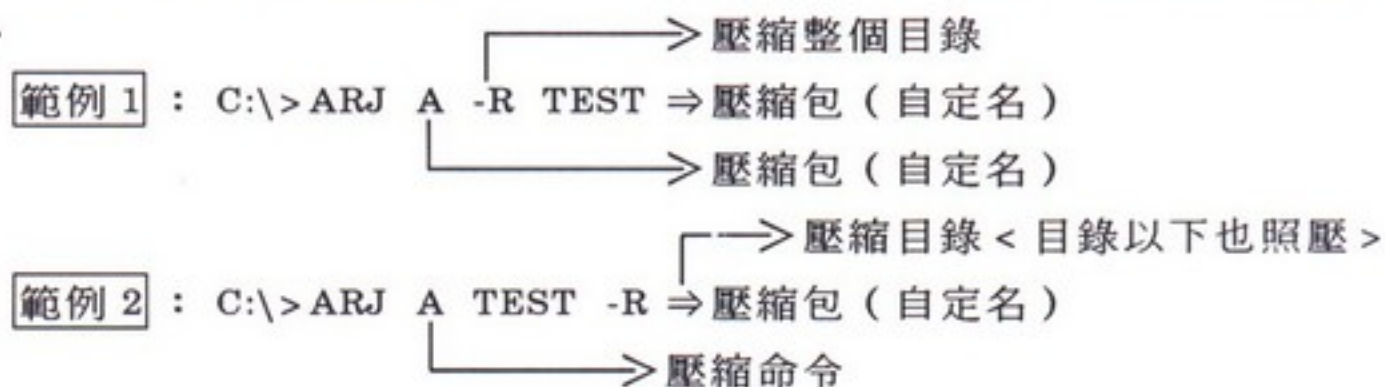 壓縮整個目錄
範例 1 : C:\>ARJ A -R TEST ⇒壓縮包(自定名)
壓縮包(自定名)
壓縮目錄<目錄以下也照壓>
範例 2 : C:\>ARJ A TEST -R ⇒壓縮包(自定名)
壓縮命令